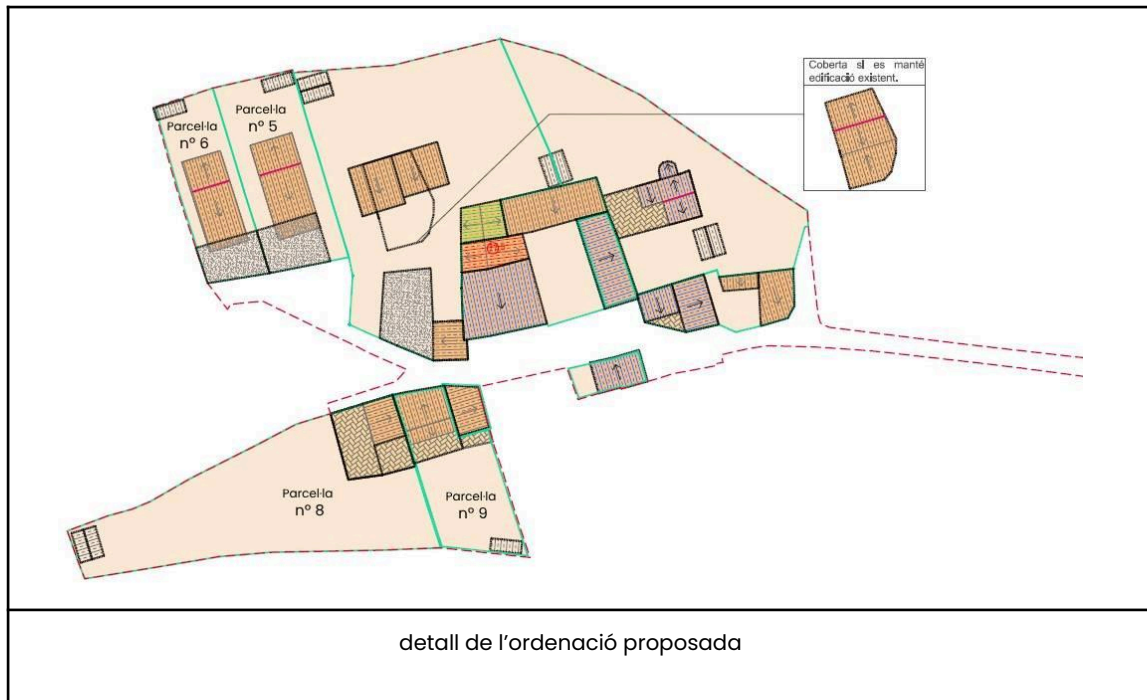 Coberta si es manté
edificació existent.
Parcel·la
nº 5
Parcel·la
nº 6
Parcel·la
nº 8
Parcel·la
nº 9
detall de l'ordenació proposada